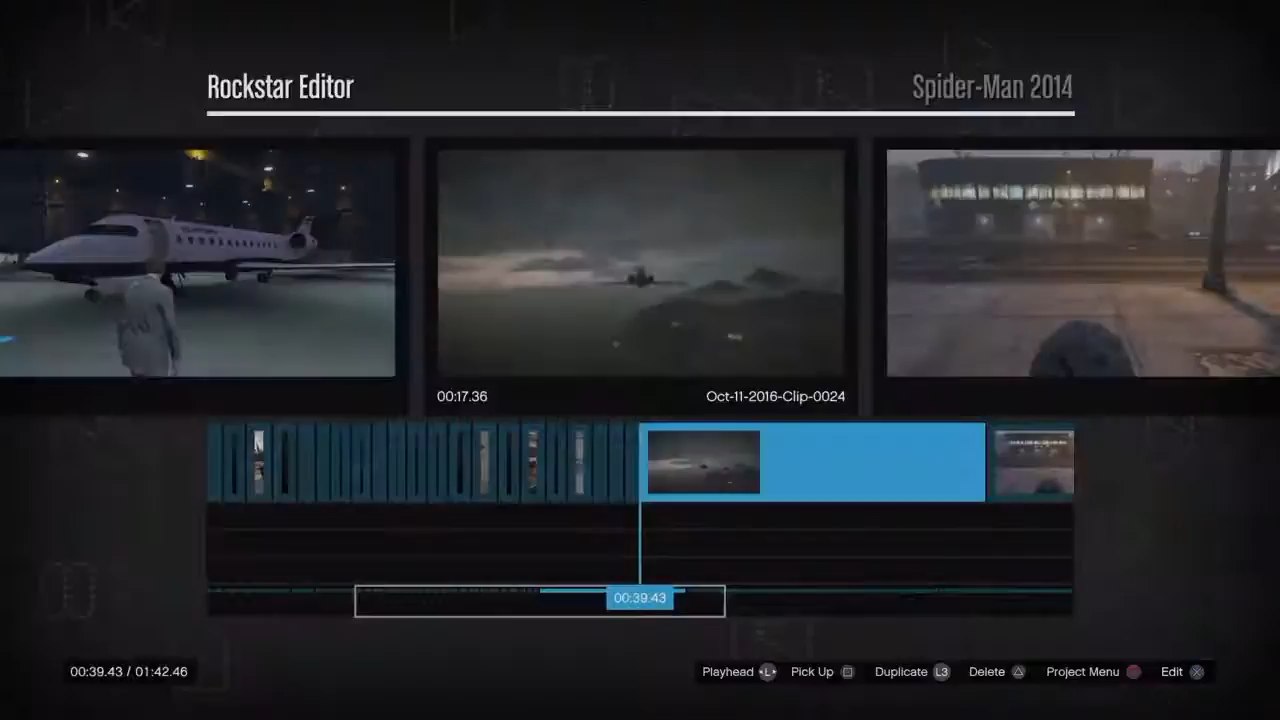 Rockstar Editor
Spider-Man 2014
00:17.36
Oct-11-2016-Clip-0024
00:39.43
00:39.43 / 01:42.46
Playhead L Pick Up Duplicate L3 Delete Project Menu Edit